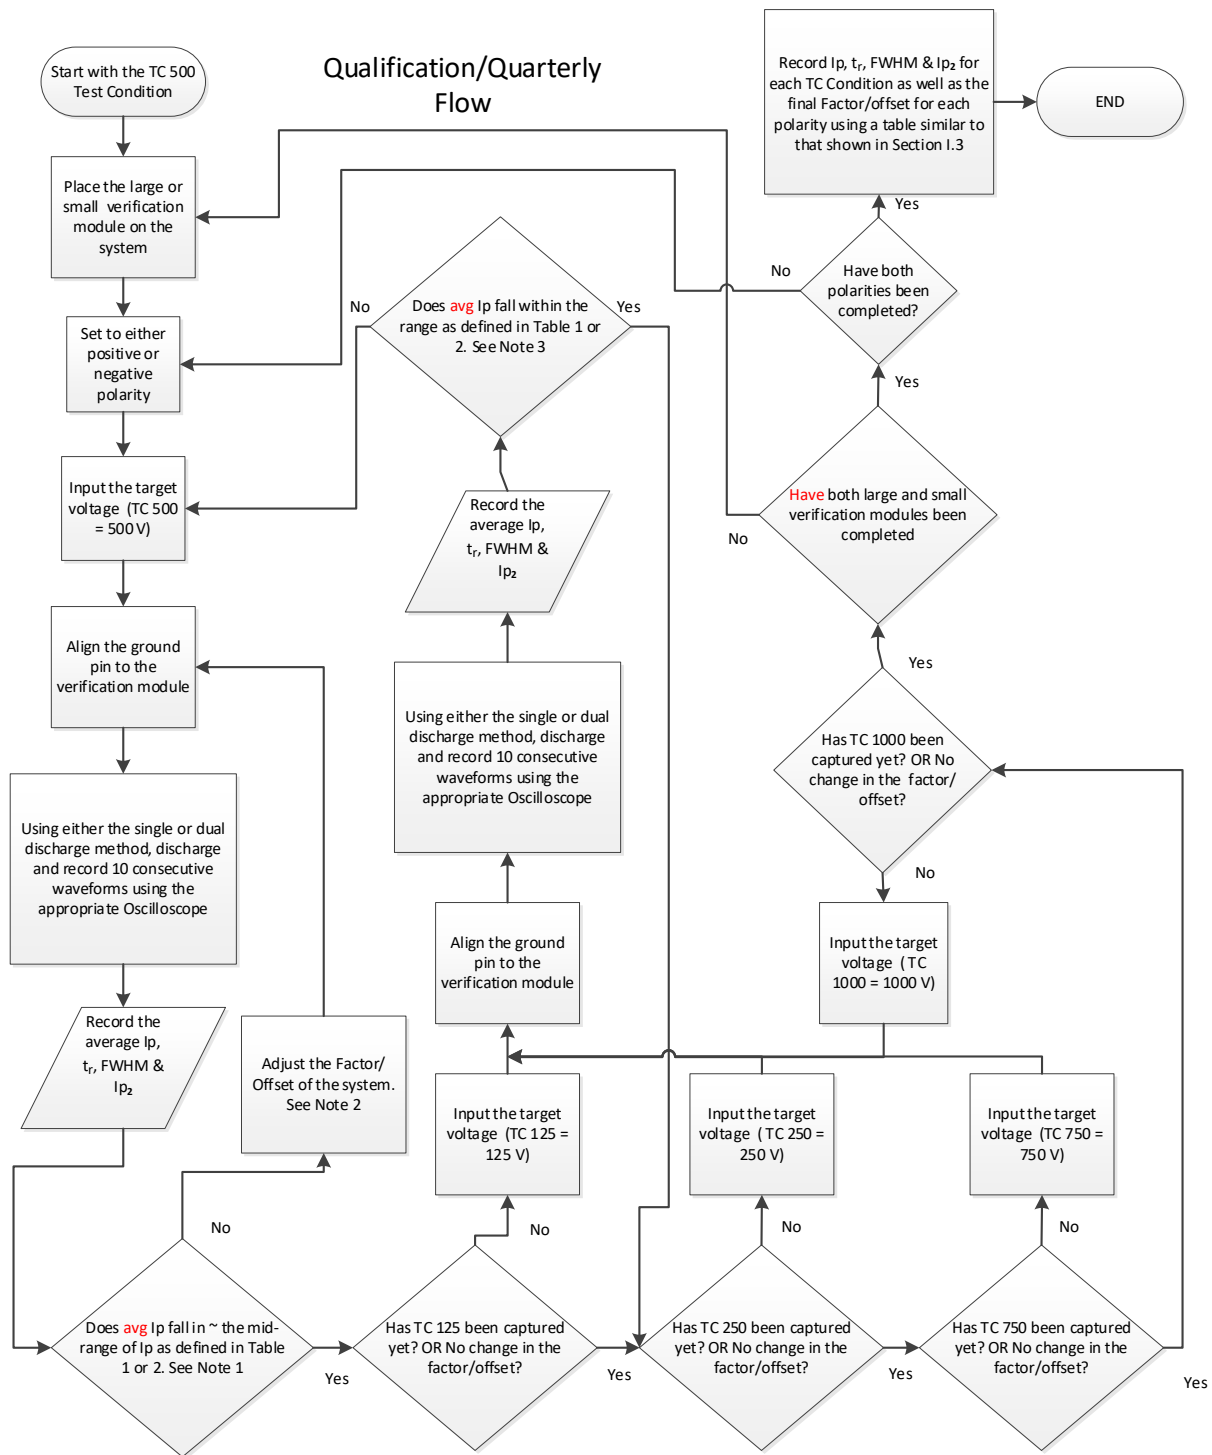 Qualification/Quarterly
Flow
Start with the TC 500
Test Condition
Place the large or
small verification
module on the
system
Set to either
positive or
negative
polarity
Input the target
voltage (TC 500
= 500 V)
Align the ground
pin to the
verification module
Using either the single or dual
discharge method, discharge
and record 10 consecutive
waveforms using the
appropriate Oscilloscope
Record the
average Ip,
tr, FWHM &
Ip2
Does avg Ip fall in ~ the mid-
range of Ip as defined in Table
1 or 2. See Note 1
No
Yes
Adjust the Factor/
Offset of the system.
See Note 2
Has TC 125 been captured
yet? OR No change in the
factor/offset?
No
Yes
Input the target
voltage (TC 125 =
125 V)
Align the ground
pin to the
verification module
Using either the single or dual
discharge method, discharge
and record 10 consecutive
waveforms using the
appropriate Oscilloscope
Record the
average Ip,
tr, FWHM &
Ip2
Does avg Ip fall within the
range as defined in Table 1 or
2. See Note 3
No
Yes
Has TC 250 been captured
yet? OR No change in the
factor/offset?
No
Yes
Input the target
voltage ( TC 250 =
250 V)
Has TC 750 been captured
yet? OR No change in the
factor/offset?
No
Yes
Input the target
voltage (TC 750 =
750 V)
Has TC 1000 been
captured yet? OR No
change in the factor/
offset?
No
Yes
Input the target
voltage ( TC
1000 = 1000 V)
Have both large and small
verification modules been
completed
No
Yes
Have both
polarities been
completed?
No
Yes
Record Ip, tr, FWHM & Ip2 for
each TC Condition as well as the
final Factor/offset for each
polarity using a table similar to
that shown in Section I.3
END